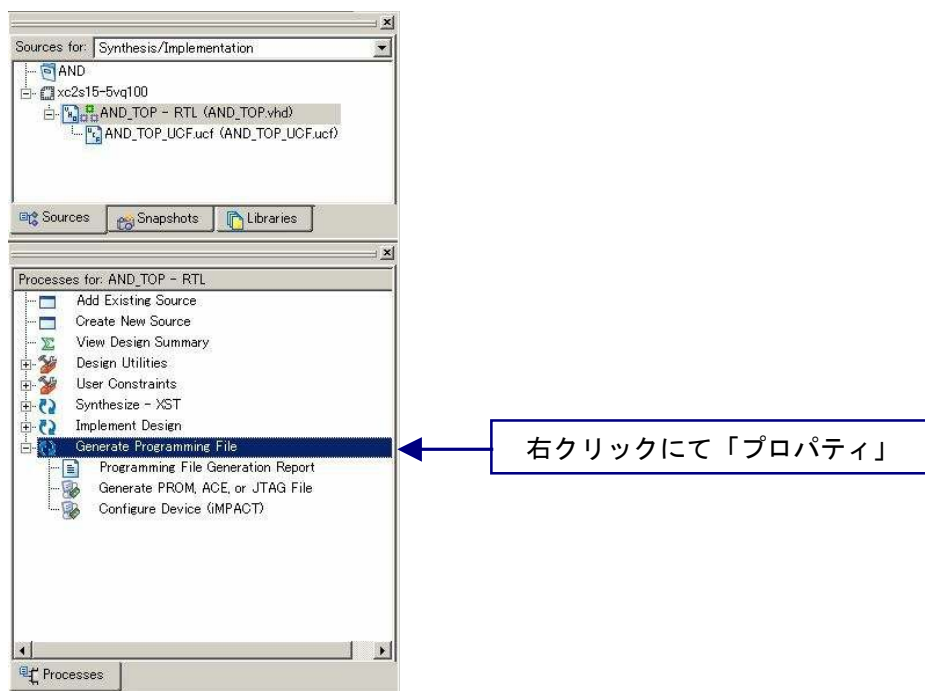 Sources for: Synthesis/Implementation
AND
xc2s15-5vq100
AND_TOP - RTL (AND_TOP.vhd)
AND_TOP_UCF.ucf (AND_TOP_UCF.ucf)
Sources Snapshots Libraries
Processes for: AND_TOP - RTL
Add Existing Source
Create New Source
View Design Summary
Design Utilities
User Constraints
Synthesize - XST
Implement Design
Generate Programming File
右クリックにて「プロパティ」
Programming File Generation Report
Generate PROM, ACE, or JTAG File
Configure Device (iMPACT)
Processes